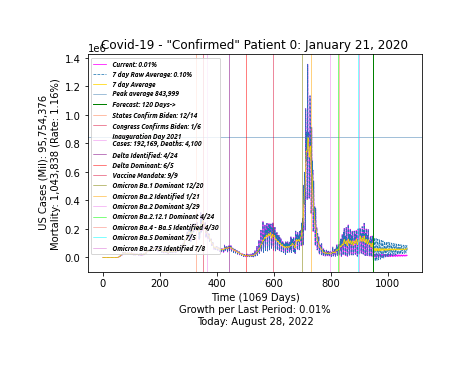 Covid-19 - "Confirmed" Patient 0: January 21, 2020
1e6
1.4
1.2
1.0
0.8
0.6
0.4
0.2
0.0
US Cases (Mil): 95,754,376
Mortality: 1,043,838 (Rate: 1.16%)
Current: 0.01%
7 day Raw Average: 0.10%
7 day Average
Peak average 843,999
Forecast: 120 Days->
States Confirms Biden: 12/14
Congress Confirms Biden: 1/6
Inauguration Day 2021
Cases: 192,169, Deaths: 4,100
Delta Identified: 4/24
Delta Dominant: 6/5
Vaccine Mandate: 9/9
Omicron Ba.1 Dominant 12/20
Omicron Ba.2 Identified 1/21
Omicron Ba.2 Dominant 3/29
Omicron Ba.2.12.1 Dominant 4/24
Omicron Ba.4 - Ba.5 Identified 4/30
Omicron Ba.5 Dominant 7/5
Omicron Ba.2.75 Identified 7/8
0 200 400 600 800 1000
Time (1069 Days)
Growth per Last Period: 0.01%
Today: August 28, 2022